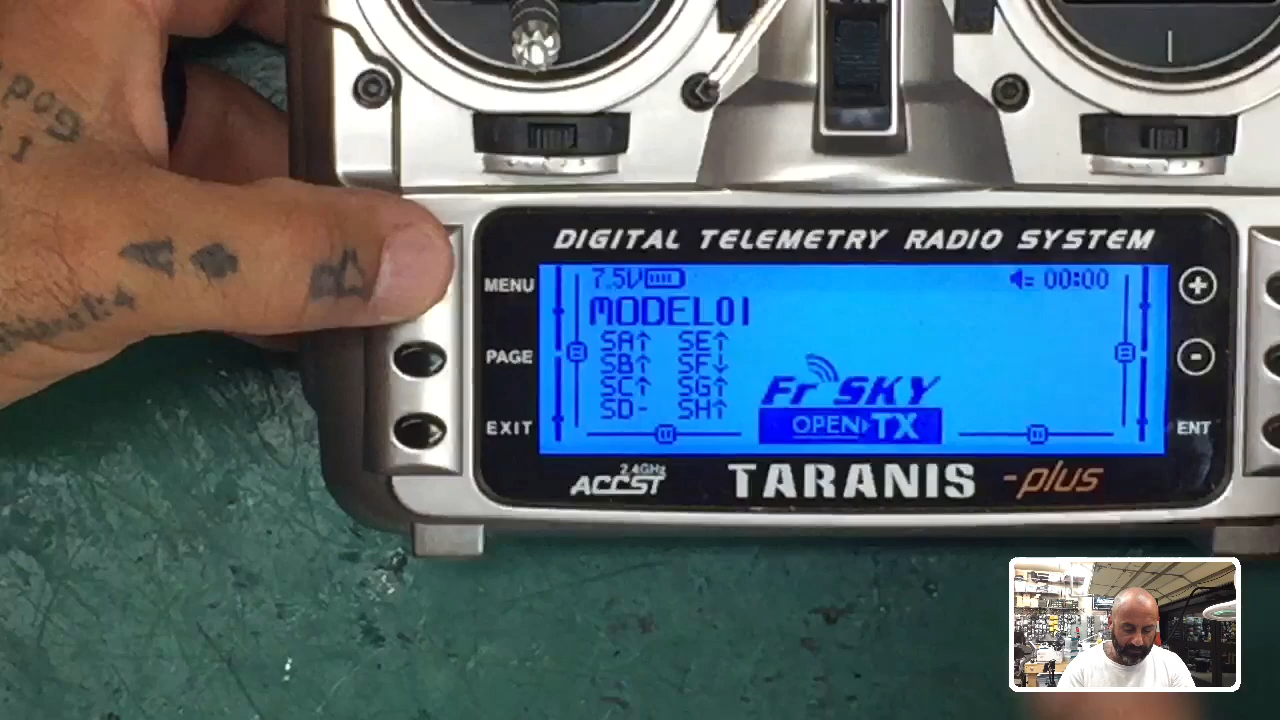 DIGITAL TELEMETRY RADIO SYSTEM
MENU
PAGE
EXIT
ENT
7.5V
00:00
MODEL01
SA↑ SE↑
SB↑ SF↓
SC↑ SG↑
SD- SH↑
FrSKY
OPEN TX
2.4GHz
ACCST
TARANIS -plus